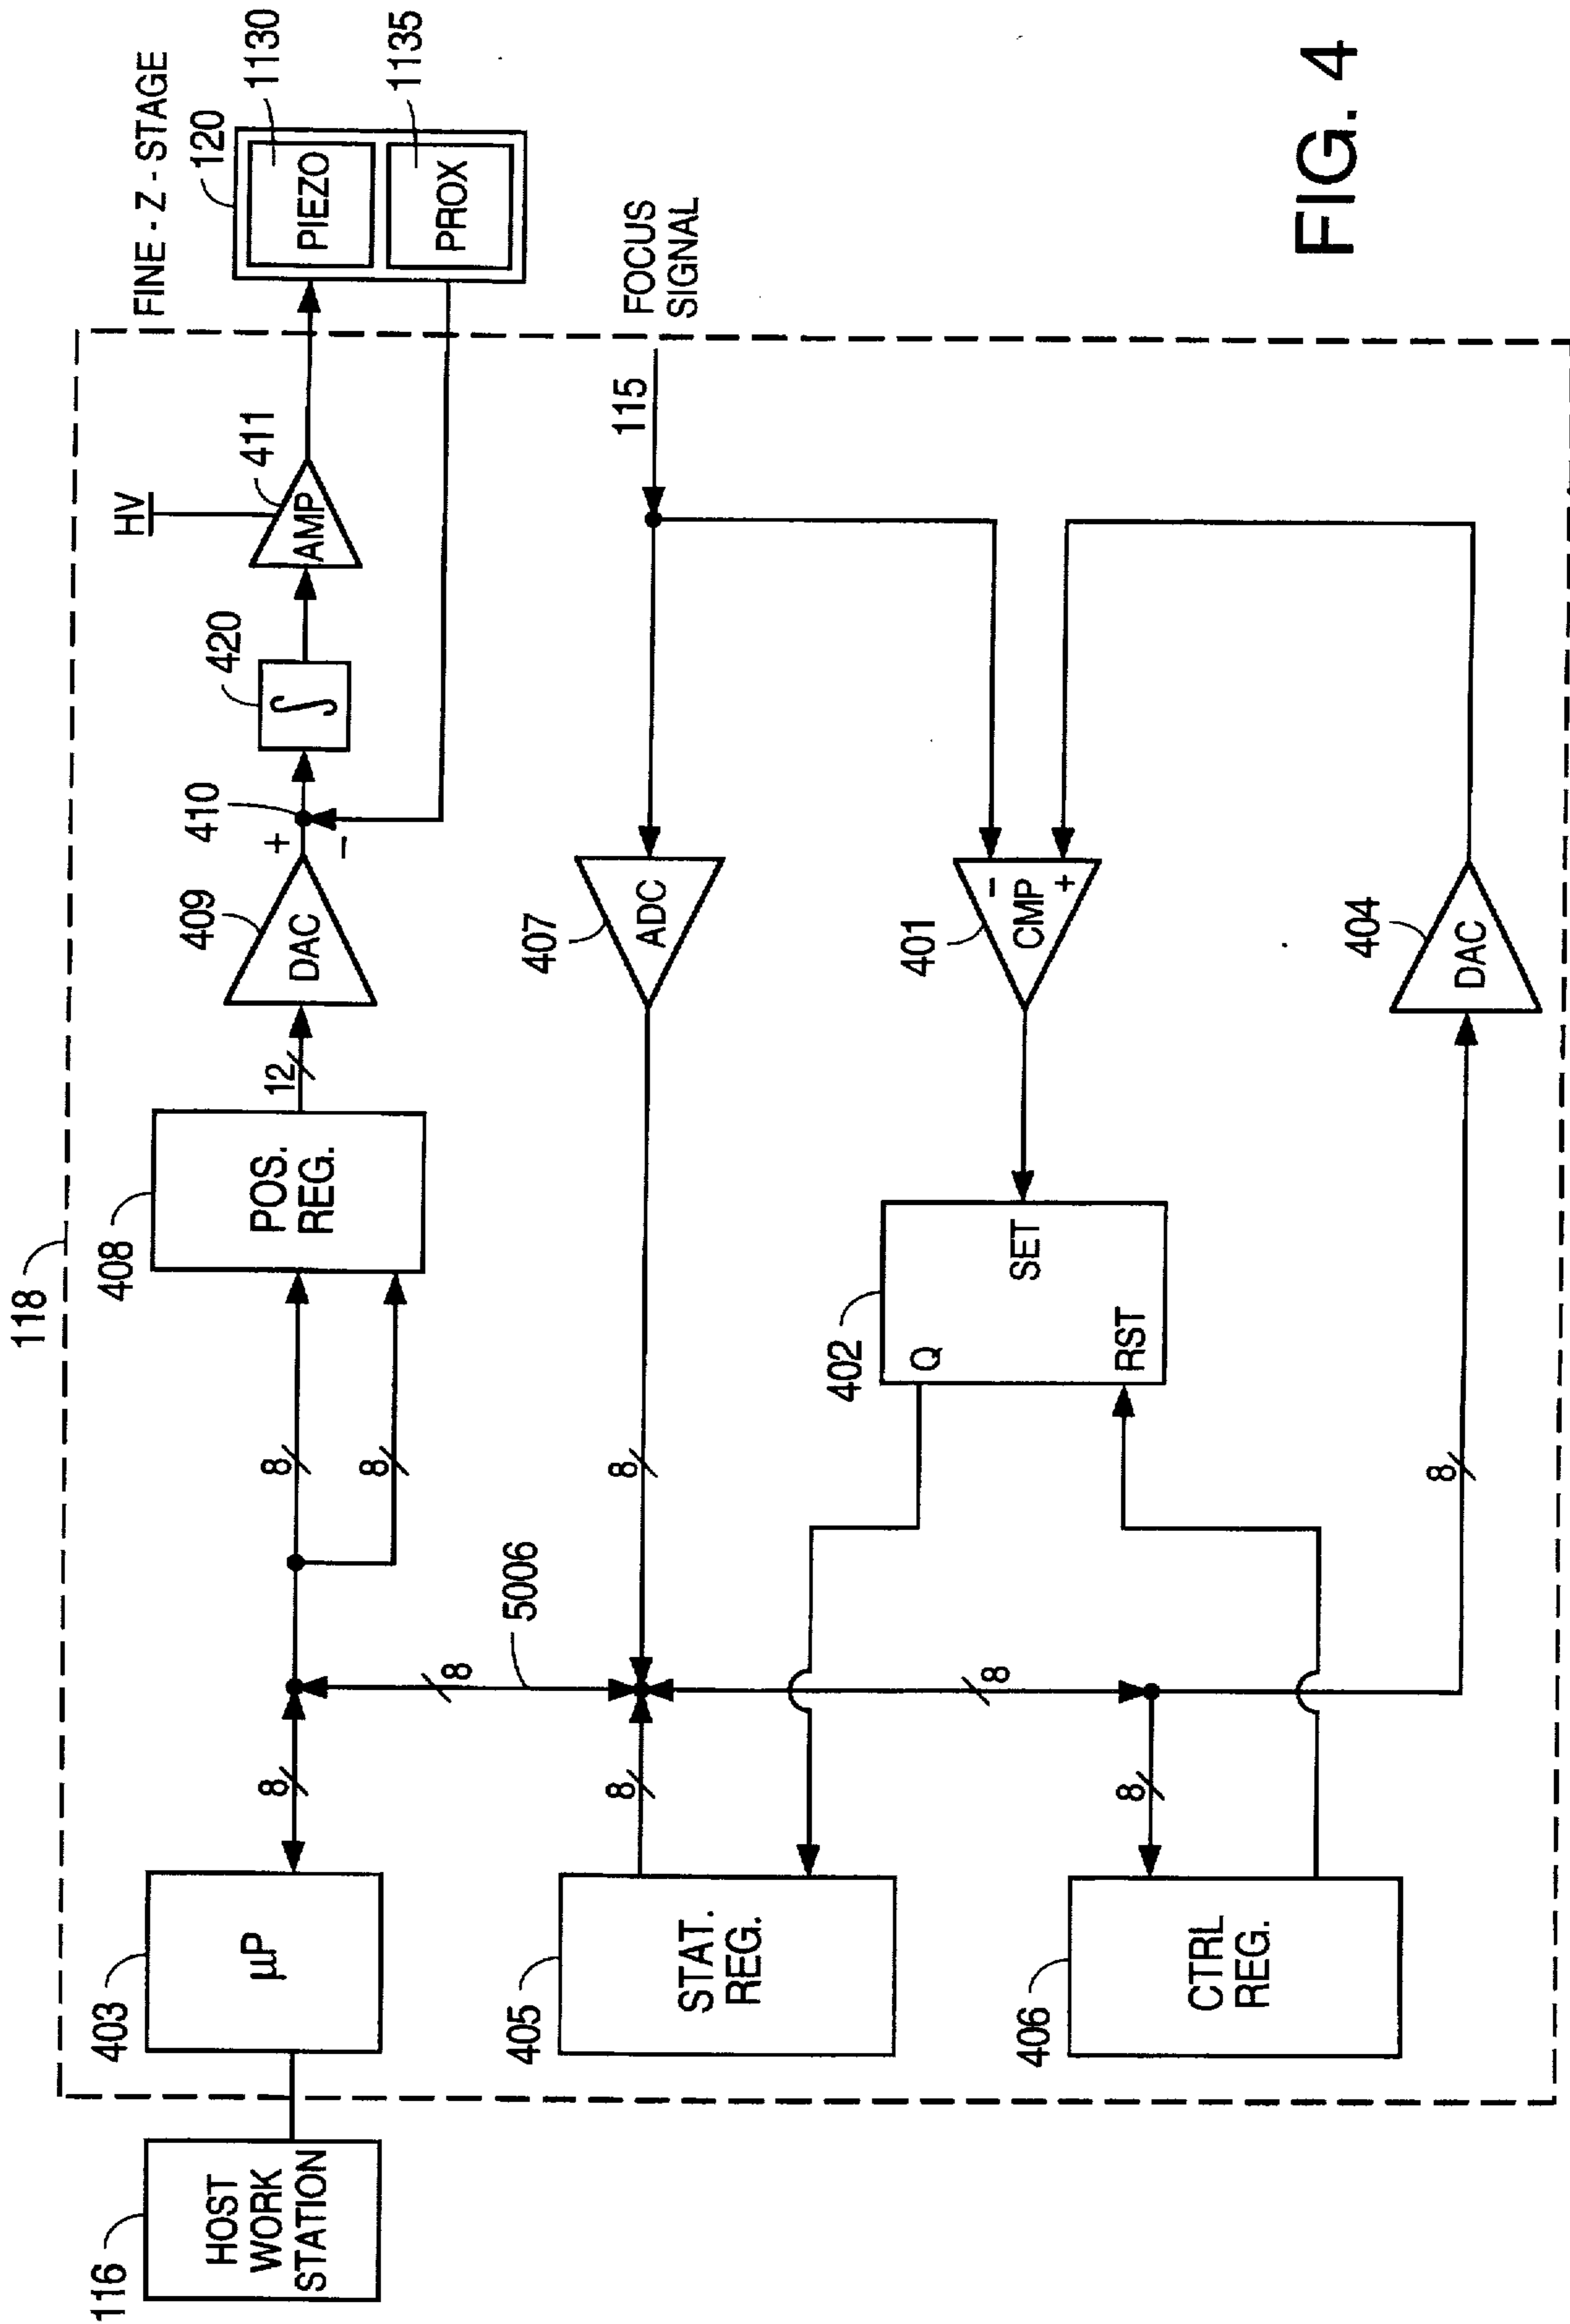 118
HOST
WORK
STATION
116
μP
403
8
8
8
POS.
REG.
408
12
DAC
409
+
-
410
∫
420
HV
AMP
411
FINE - Z - STAGE
120
PIEZO
1130
PROX
1135
8
5006
STAT.
REG.
405
8
8
ADC
407
115
FOCUS
SIGNAL
8
Q
SET
RST
402
-
CMP
+
401
CTRL
REG.
406
8
8
DAC
404
FIG. 4